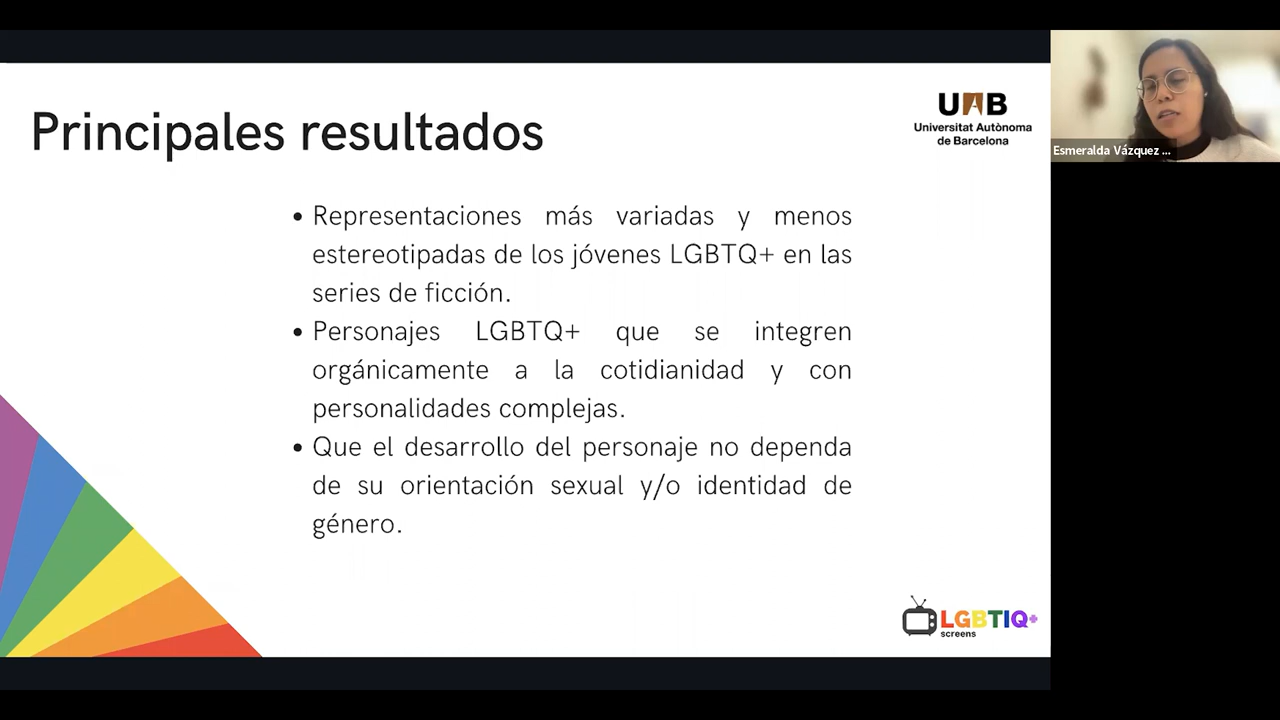 Principales resultados
UAB
Universitat Autònoma
de Barcelona
Esmeralda Vázquez ...
• Representaciones más variadas y menos
estereotipadas de los jóvenes LGBTQ+ en las
series de ficción.
• Personajes LGBTQ+ que se integren
orgánicamente a la cotidianidad y con
personalidades complejas.
• Que el desarrollo del personaje no dependa
de su orientación sexual y/o identidad de
género.
LGBTIQ+
screens